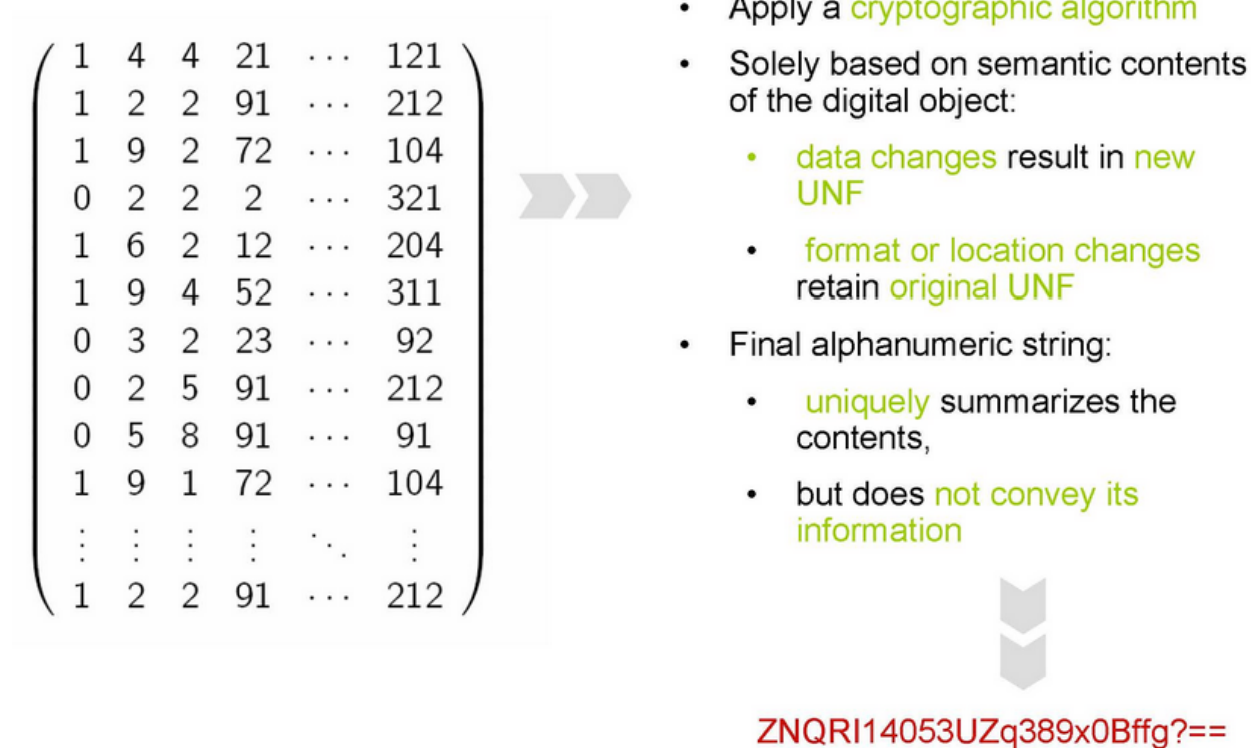 1 4 4 21 ⋯ 121
1 2 2 91 ⋯ 212
1 9 2 72 ⋯ 104
0 2 2 2 ⋯ 321
1 6 2 12 ⋯ 204
1 9 4 52 ⋯ 311
0 3 2 23 ⋯ 92
0 2 5 91 ⋯ 212
0 5 8 91 ⋯ 91
1 9 1 72 ⋯ 104
⋮ ⋮ ⋮ ⋮ ⋱ ⋮
1 2 2 91 ⋯ 212
• Apply a cryptographic algorithm
• Solely based on semantic contents
of the digital object:
• data changes result in new
UNF
• format or location changes
retain original UNF
• Final alphanumeric string:
• uniquely summarizes the
contents,
• but does not convey its
information
ZNQRI14053UZq389x0Bffg?==